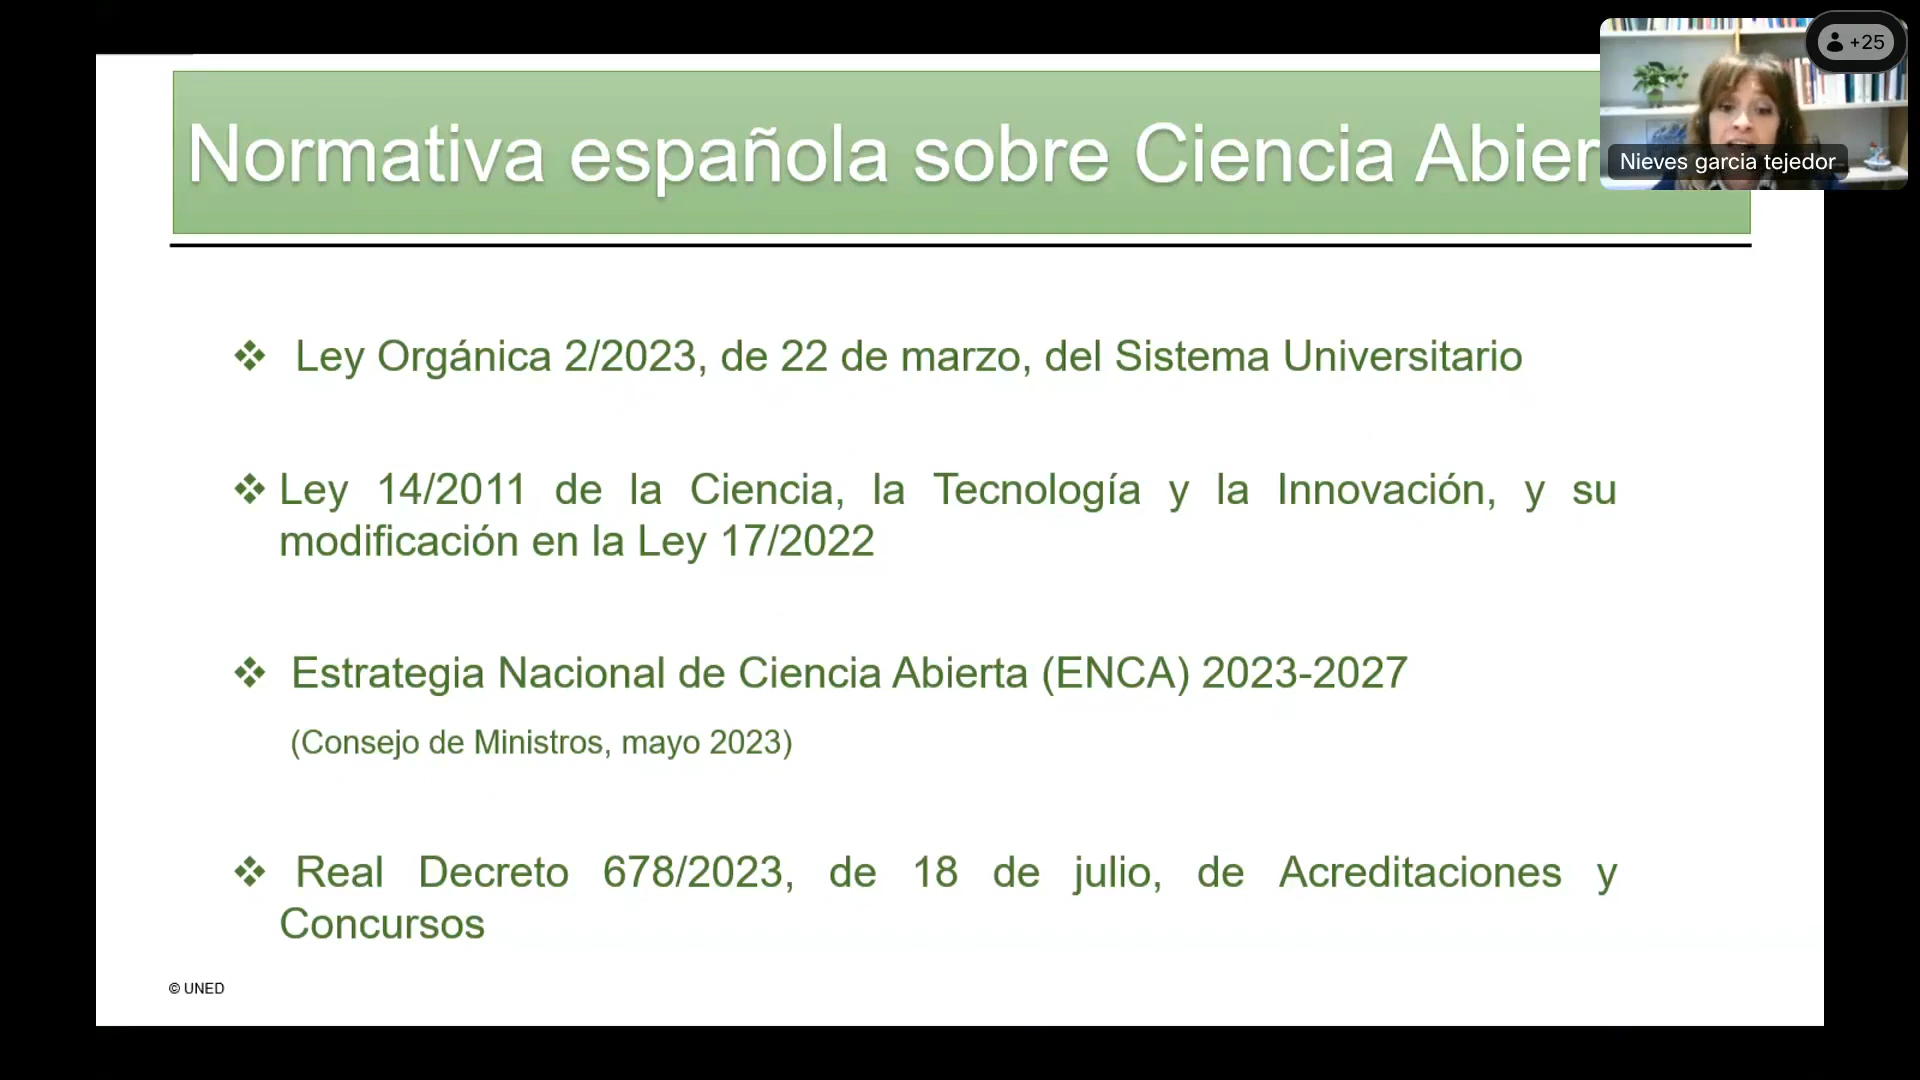 Normativa española sobre Ciencia Abier
+25
Nieves garcia tejedor
❖ Ley Orgánica 2/2023, de 22 de marzo, del Sistema Universitario
❖ Ley 14/2011 de la Ciencia, la Tecnología y la Innovación, y su
modificación en la Ley 17/2022
❖ Estrategia Nacional de Ciencia Abierta (ENCA) 2023-2027
(Consejo de Ministros, mayo 2023)
❖ Real Decreto 678/2023, de 18 de julio, de Acreditaciones y
Concursos
© UNED